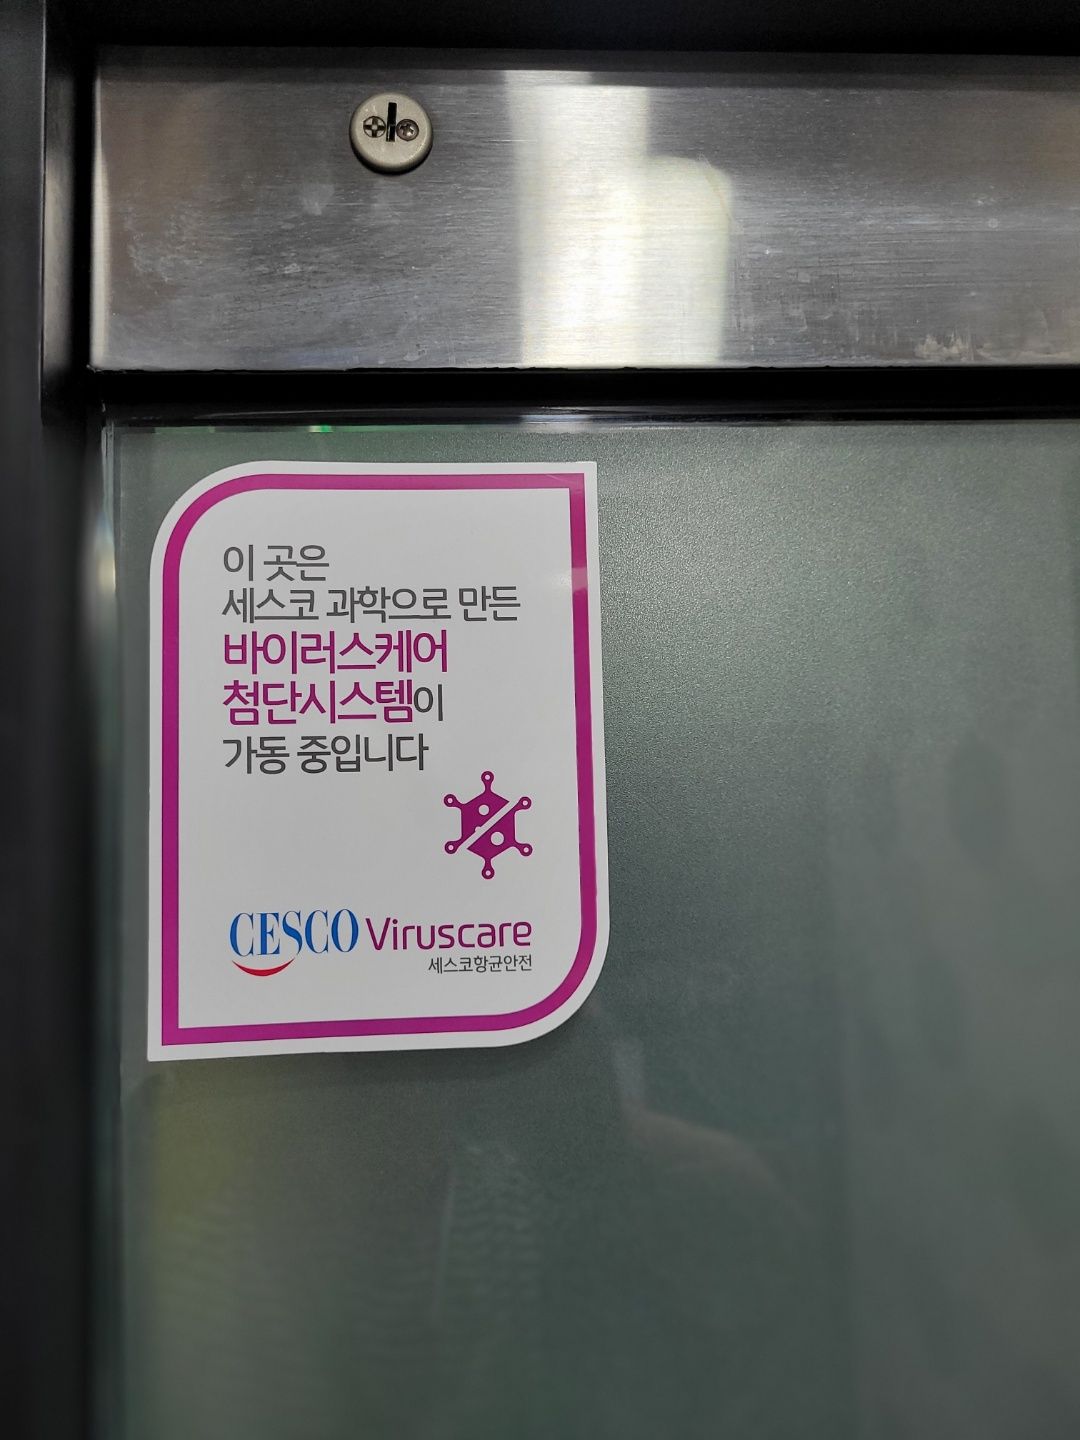 이 곳은
세스코 과학으로 만든
바이러스케어
첨단시스템이
가동 중입니다
CESCO Viruscare
세스코항균안전